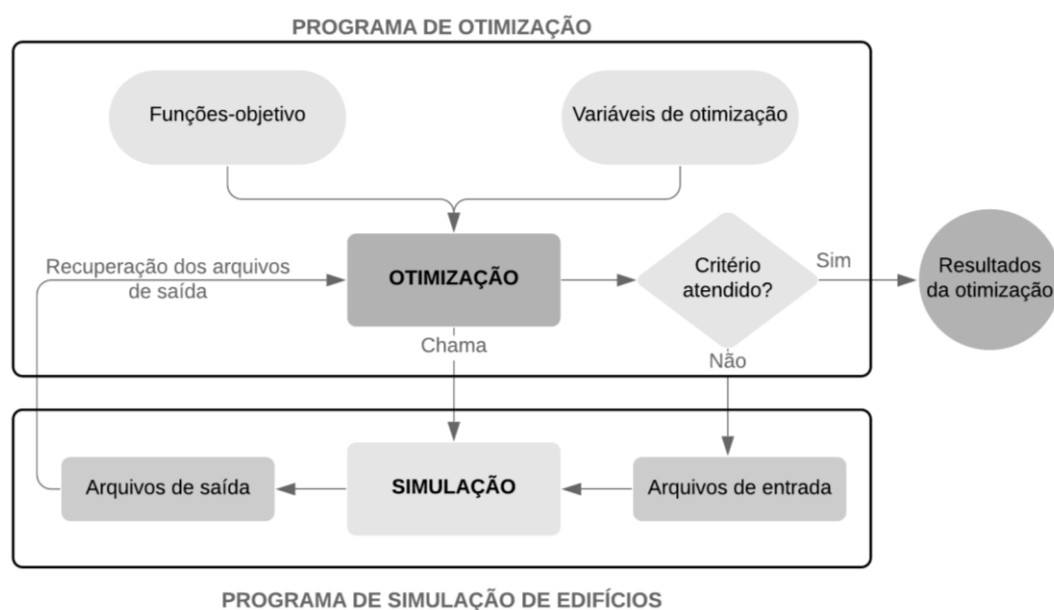 PROGRAMA DE OTIMIZAÇÃO
Funções-objetivo
Variáveis de otimização
Recuperação dos arquivos
de saída
OTIMIZAÇÃO
Critério
atendido?
Sim
Resultados
da otimização
Chama
Não
Arquivos de saída
SIMULAÇÃO
Arquivos de entrada
PROGRAMA DE SIMULAÇÃO DE EDIFÍCIOS